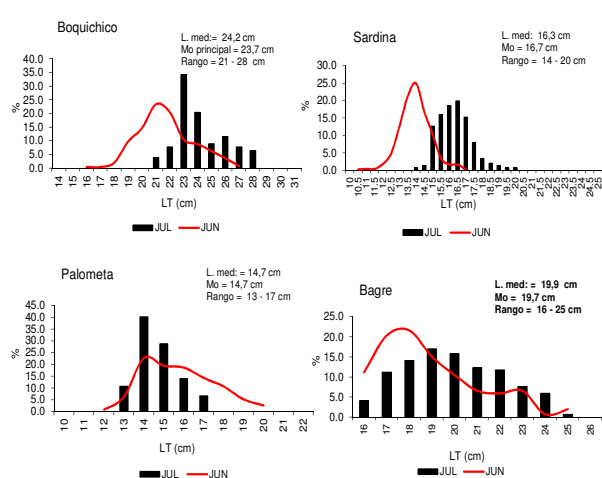 Boquichico
L. med:= 24,2 cm
Mo principal = 23,7 cm
Rango = 21 - 28 cm
40.0
35.0
30.0
25.0
20.0
15.0
10.0
5.0
0.0
%
14 15 16 17 18 19 20 21 22 23 24 25 26 27 28 29 30 31
LT (cm)
JUL JUN
Sardina
L. med: 16,3 cm
Mo = 16,7 cm
Rango = 14 - 20 cm
30.0
25.0
20.0
15.0
10.0
5.0
0.0
%
10 10.5 11 11.5 12 12.5 13 13.5 14 14.5 15 15.5 16 16.5 17 17.5 18 18.5 19 19.5 20 20.5 21 21.5 22 22.5 23 23.5 24 24.5 25
LT (cm)
JUL JUN
Palometa
L. med: = 14,7 cm
Mo = 14,7 cm
Rango = 13 - 17 cm
45.0
40.0
35.0
30.0
25.0
20.0
15.0
10.0
5.0
0.0
%
10 11 12 13 14 15 16 17 18 19 20 21 22
LT (cm)
JUL JUN
Bagre
L. med: = 19,9 cm
Mo = 19,7 cm
Rango = 16 - 25 cm
25.0
20.0
15.0
10.0
5.0
0.0
%
16 17 18 19 20 21 22 23 24 25 26
LT (cm)
JUL JUN